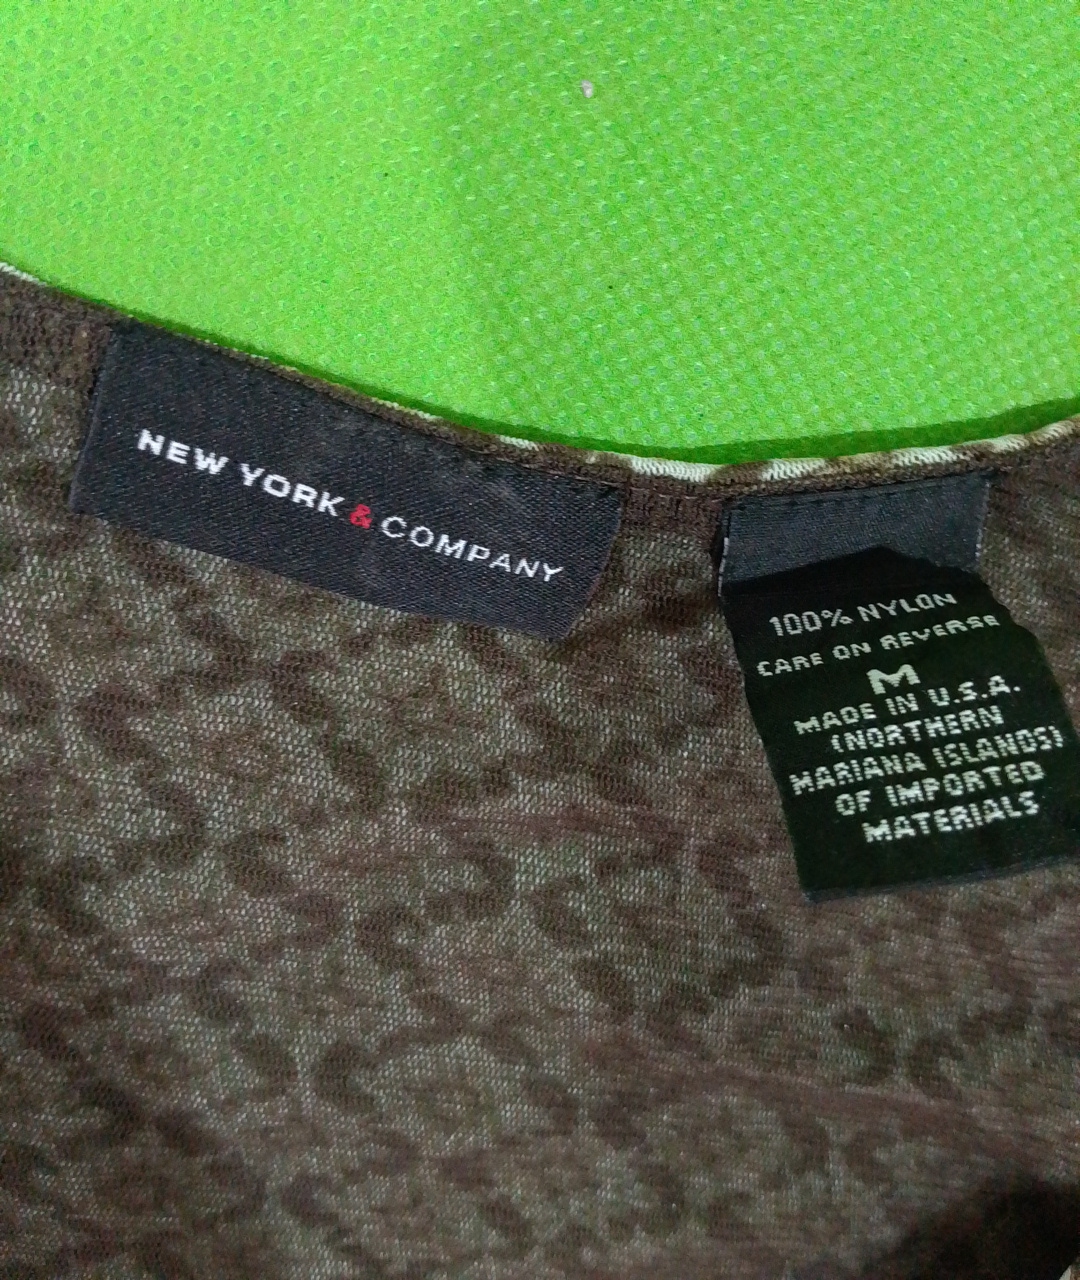 NEW YORK & COMPANY
100% NYLON
CARE ON REVERSE
M
MADE IN U.S.A.
(NORTHERN
MARIANA ISLANDS)
OF IMPORTED
MATERIALS